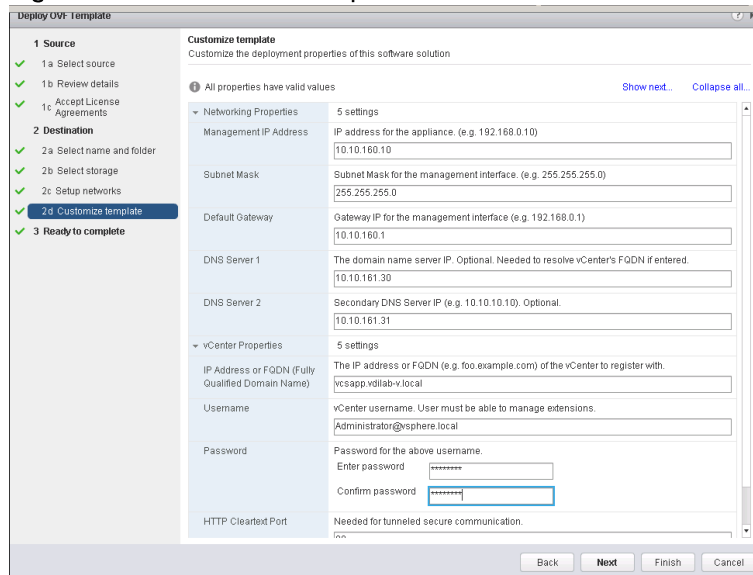 Deploy OVF Template
1 Source
1a Select source
1b Review details
1c Accept License
Agreements
2 Destination
2a Select name and folder
2b Select storage
2c Setup networks
2d Customize template
3 Ready to complete
Customize template
Customize the deployment properties of this software solution
All properties have valid values
Show next...
Collapse all...
Networking Properties
5 settings
Management IP Address
IP address for the appliance. (e.g. 192.168.0.10)
10.10.160.10
Subnet Mask
Subnet Mask for the management interface. (e.g. 255.255.255.0)
255.255.255.0
Default Gateway
Gateway IP for the management interface (e.g. 192.168.0.1)
10.10.160.1
DNS Server 1
The domain name server IP. Optional. Needed to resolve vCenter's FQDN if entered.
10.10.161.30
DNS Server 2
Secondary DNS Server IP (e.g. 10.10.10.10). Optional.
10.10.161.31
vCenter Properties
5 settings
IP Address or FQDN (Fully
Qualified Domain Name)
The IP address or FQDN (e.g. foo.example.com) of the vCenter to register with.
vcsapp.vdilab-v.local
Username
vCenter username. User must be able to manage extensions.
Administrator@vsphere.local
Password
Password for the above username.
Enter password
********
Confirm password
********
HTTP Cleartext Port
Needed for tunneled secure communication.
Back
Next
Finish
Cancel